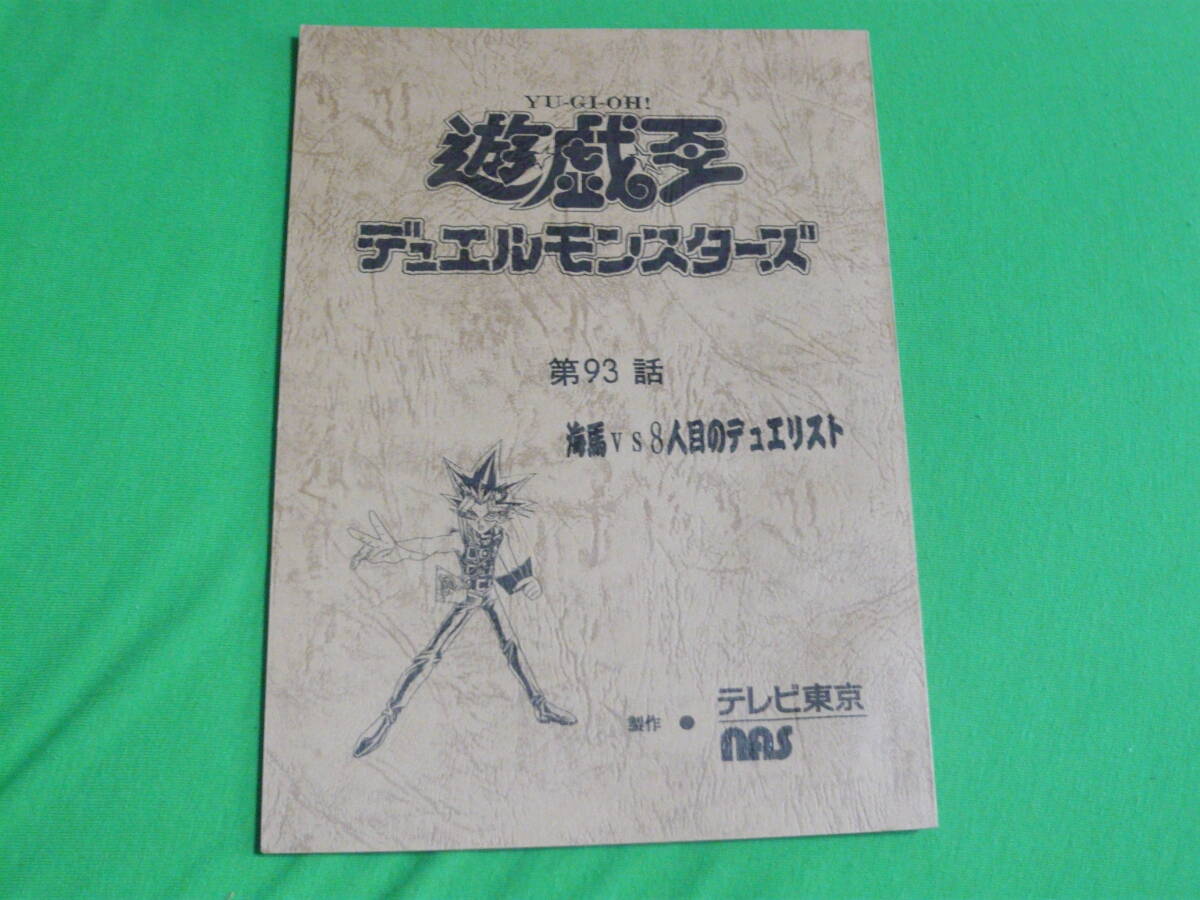 YU-GI-OH!
遊戯王
デュエルモンスターズ
第93話
海馬vs8人目のデュエリスト
製作 ● テレビ東京
nas